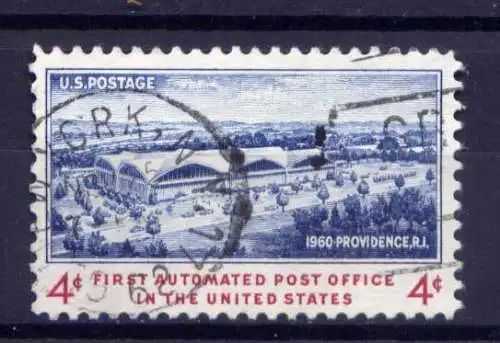 U.S.POSTAGE
1960 PROVIDENCE, R.I.
4¢ FIRST AUTOMATED POST OFFICE 4¢
IN THE UNITED STATES